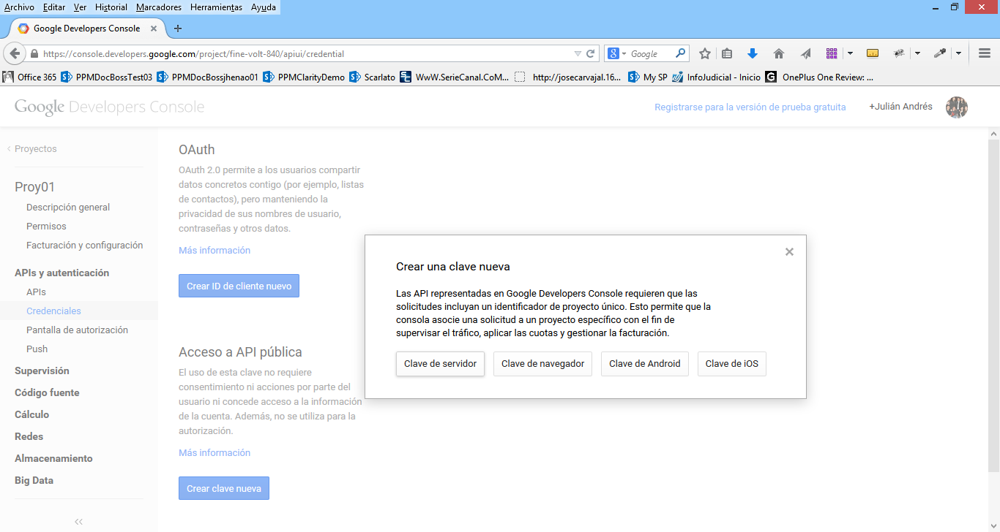 Archivo Editar Ver Historial Marcadores Herramientas Ayuda
Google Developers Console
https://console.developers.google.com/project/fine-volt-840/apiui/credential
Google
Office 365 PPMDocBossTest03 PPMDocBossjhenao01 PPMClarityDemo Scarlato WwW.SerieCanal.CoM... http://josecarvajal.16... My SP InfoJudicial - Inicio OnePlus One Review: ...
Google Developers Console
Registrarse para la versión de prueba gratuita
+Julián Andrés
Proyectos
Proy01
Descripción general
Permisos
Facturación y configuración
APIs y autenticación
APIs
Credenciales
Pantalla de autorización
Push
Supervisión
Código fuente
Cálculo
Redes
Almacenamiento
Big Data
OAuth
OAuth 2.0 permite a los usuarios compartir
datos concretos contigo (por ejemplo, listas
de contactos), pero manteniendo la
privacidad de sus nombres de usuario,
contraseñas y otros datos.
Más información
Crear ID de cliente nuevo
Acceso a API pública
El uso de esta clave no requiere
consentimiento ni acciones por parte del
usuario ni concede acceso a la información
de la cuenta. Además, no se utiliza para la
autorización.
Más información
Crear clave nueva
Crear una clave nueva
Las API representadas en Google Developers Console requieren que las
solicitudes incluyan un identificador de proyecto único. Esto permite que la
consola asocie una solicitud a un proyecto específico con el fin de
supervisar el tráfico, aplicar las cuotas y gestionar la facturación.
Clave de servidor Clave de navegador Clave de Android Clave de iOS